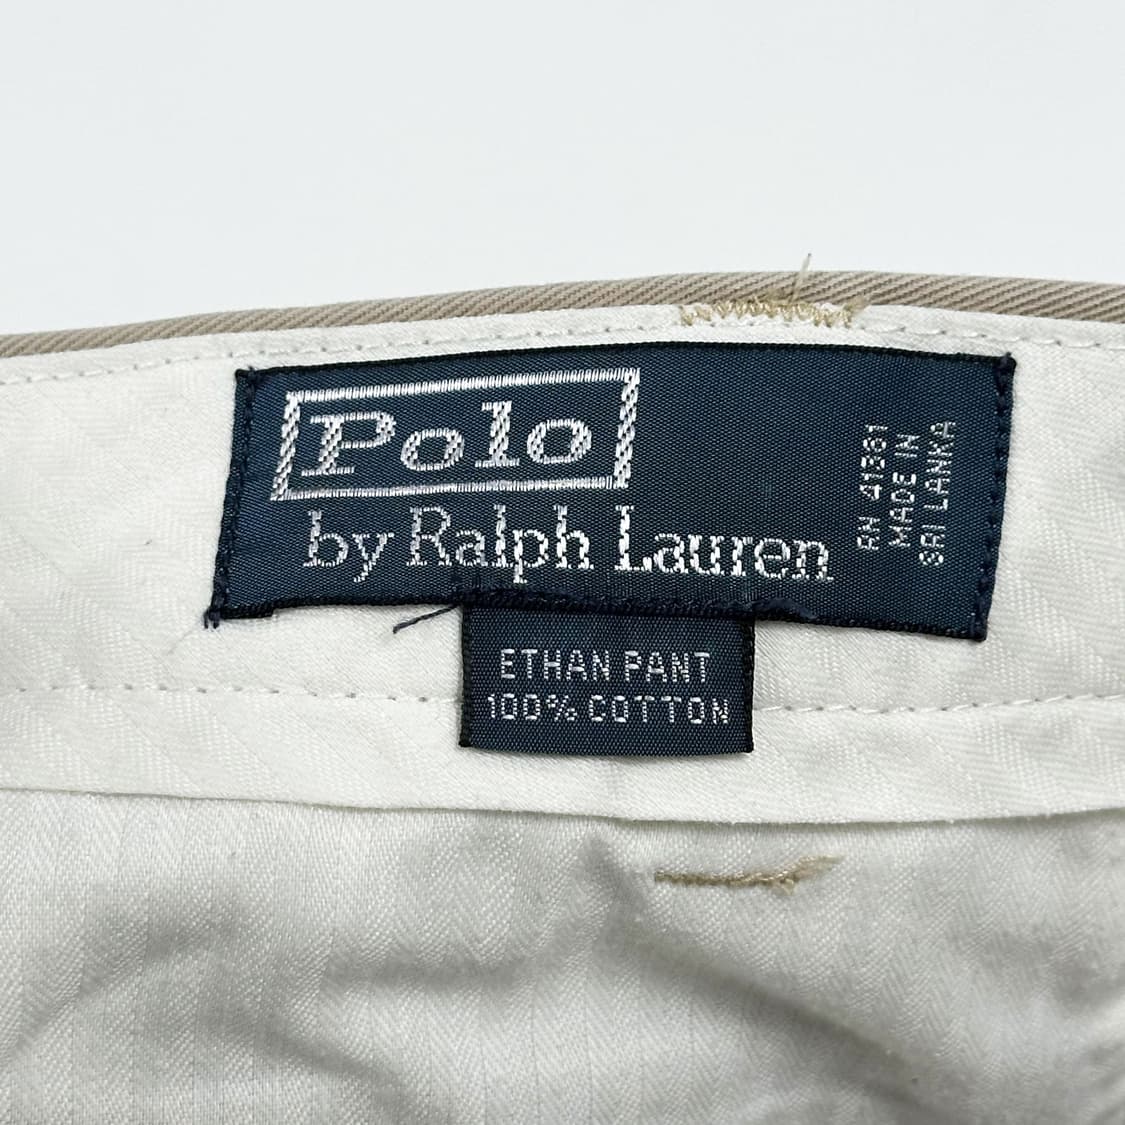 Polo
by Ralph Lauren
RN 41381
MADE IN
SRI LANKA
ETHAN PANT
100% COTTON